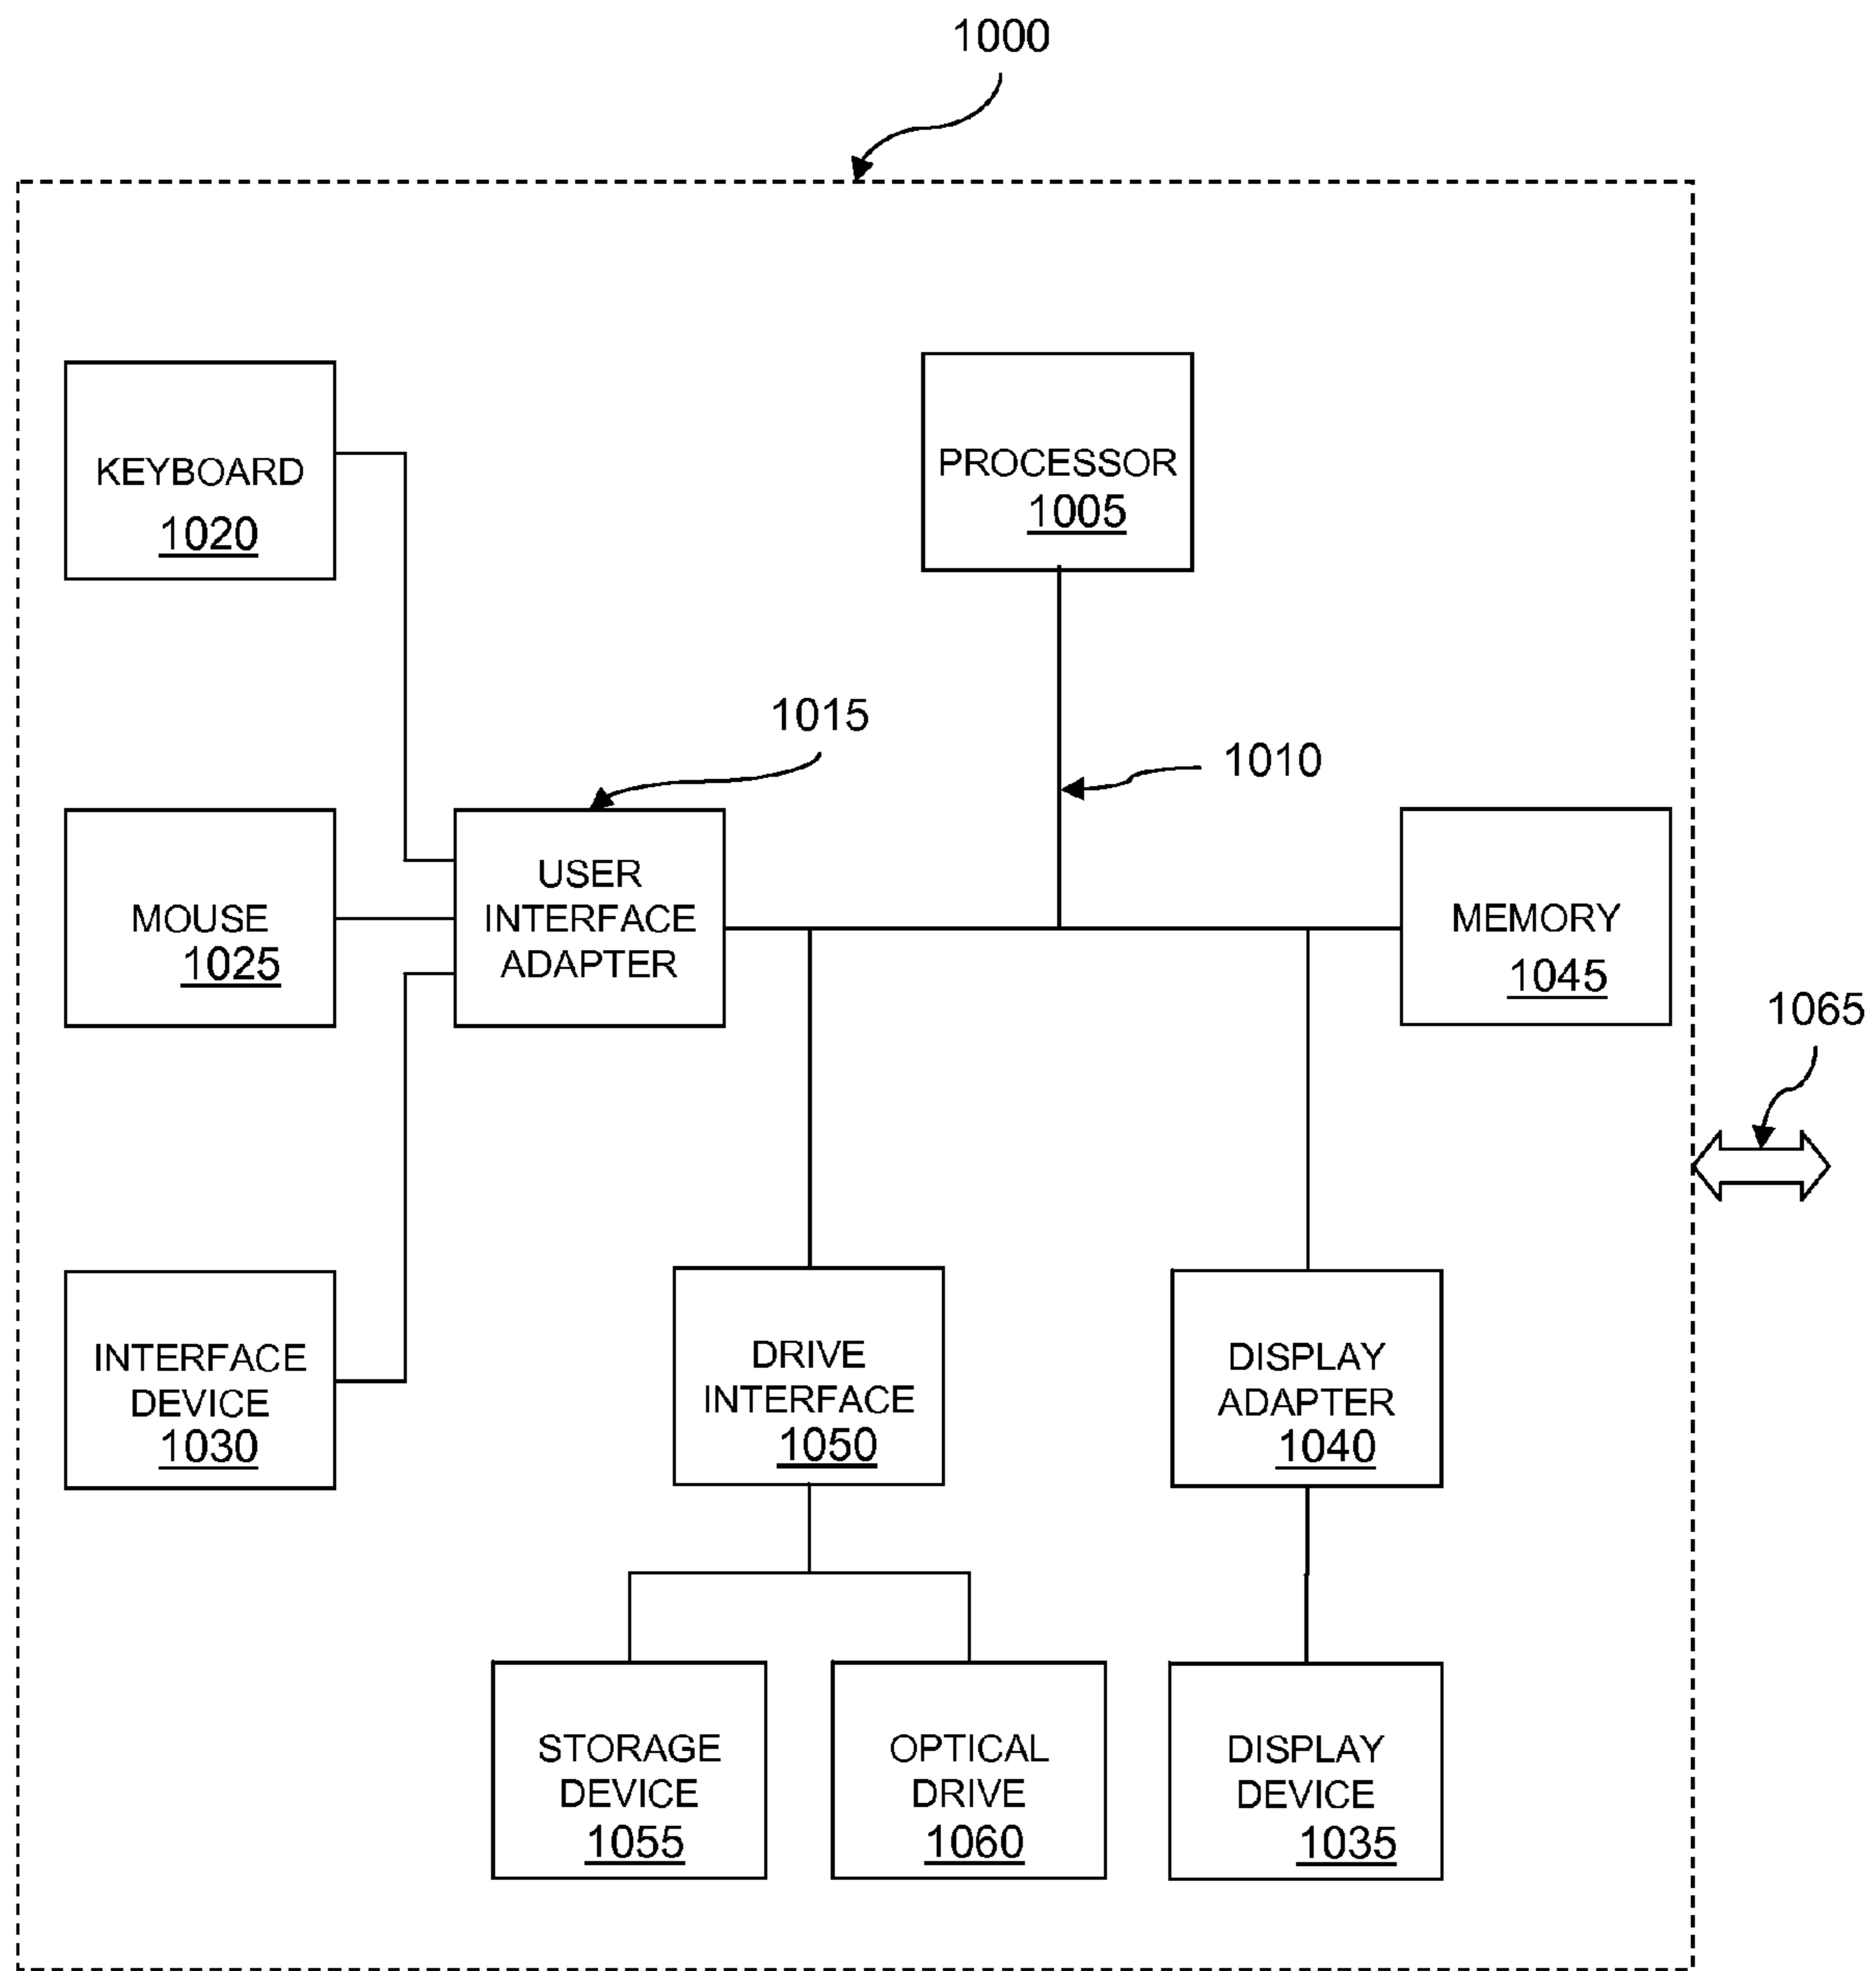 1000
KEYBOARD
1020
PROCESSOR
1005
1015
1010
MOUSE
1025
USER
INTERFACE
ADAPTER
MEMORY
1045
1065
INTERFACE
DEVICE
1030
DRIVE
INTERFACE
1050
DISPLAY
ADAPTER
1040
STORAGE
DEVICE
1055
OPTICAL
DRIVE
1060
DISPLAY
DEVICE
1035